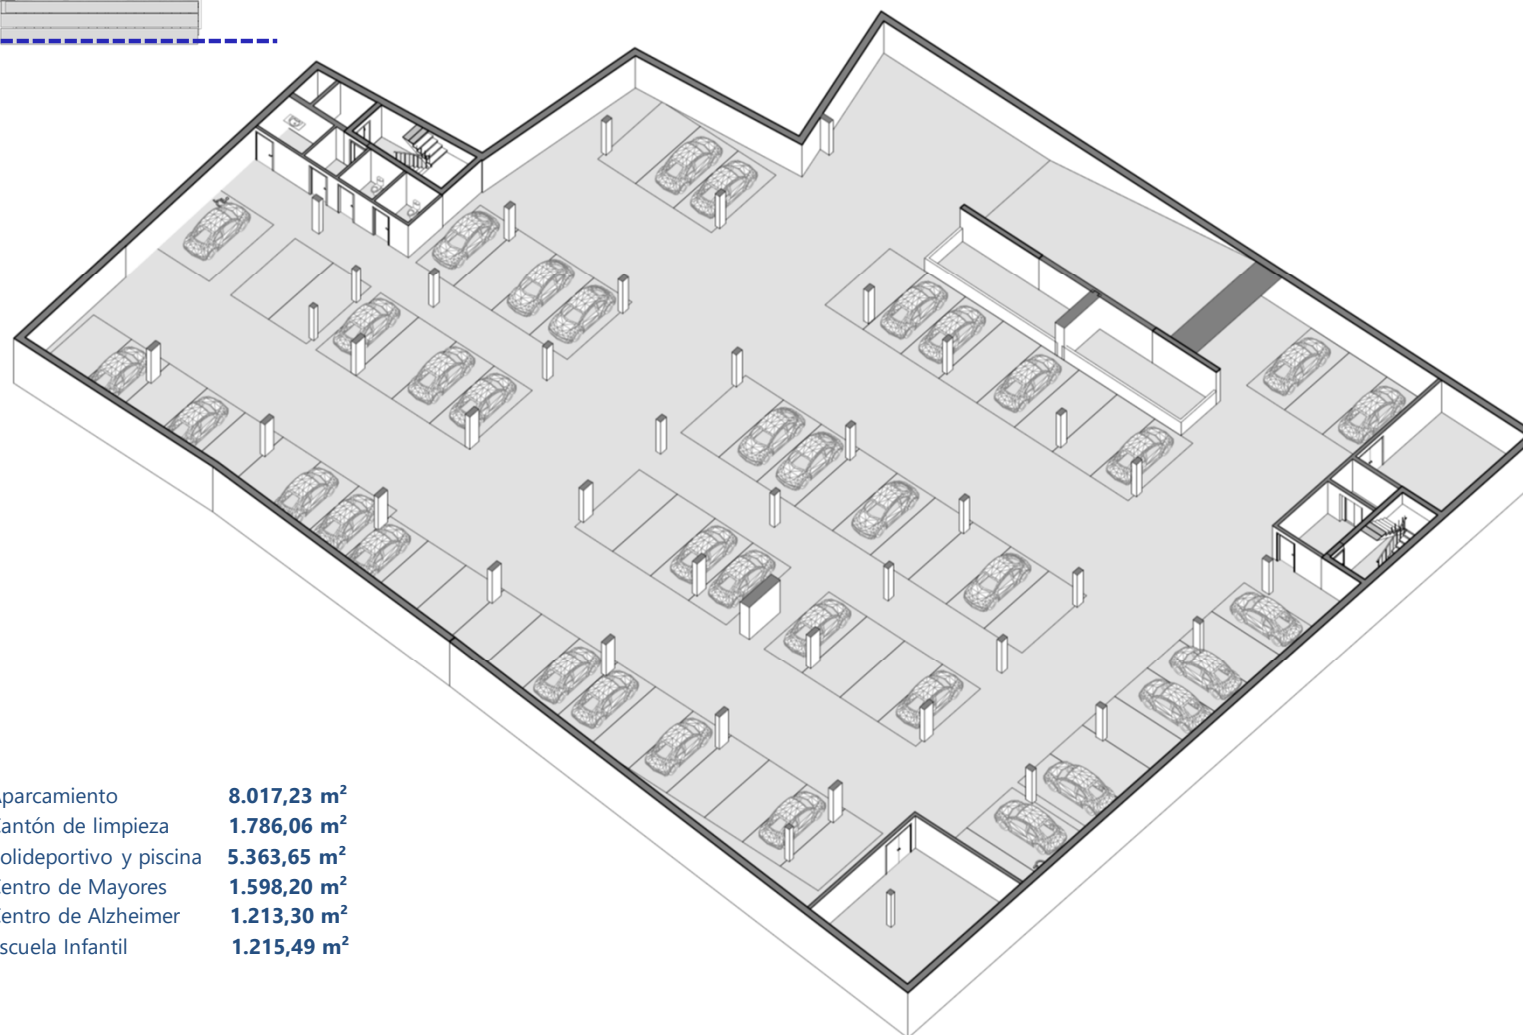 parcamiento 8.017,23 m²
antón de limpieza 1.786,06 m²
olideportivo y piscina 5.363,65 m²
entro de Mayores 1.598,20 m²
entro de Alzheimer 1.213,30 m²
scuela Infantil 1.215,49 m²